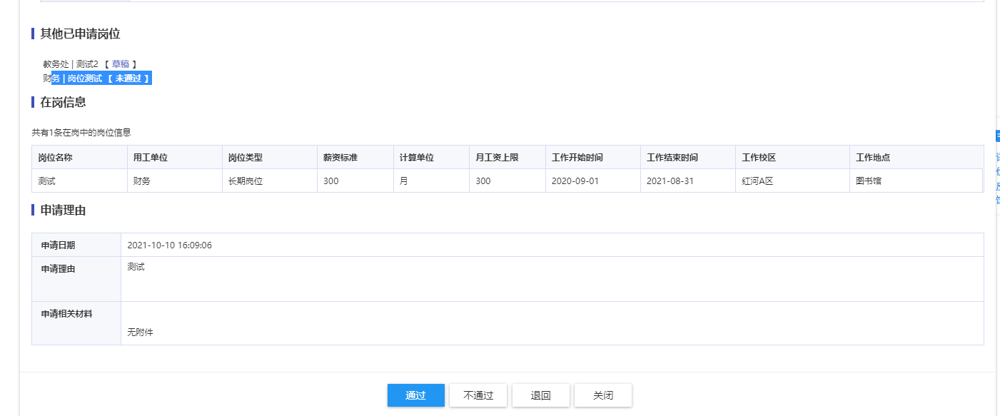 其他已申请岗位
教务处 | 测试2 【 草稿 】
财务 | 岗位测试 【 未通过 】
在岗信息
共有1条在岗中的岗位信息
岗位名称 用工单位 岗位类型 薪资标准 计算单位 月工资上限 工作开始时间 工作结束时间 工作校区 工作地点
测试 财务 长期岗位 300 月 300 2020-09-01 2021-08-31 红河A区 图书馆
申请理由
申请日期 2021-10-10 16:09:06
申请理由 测试
申请相关材料
无附件
通过 不通过 退回 关闭